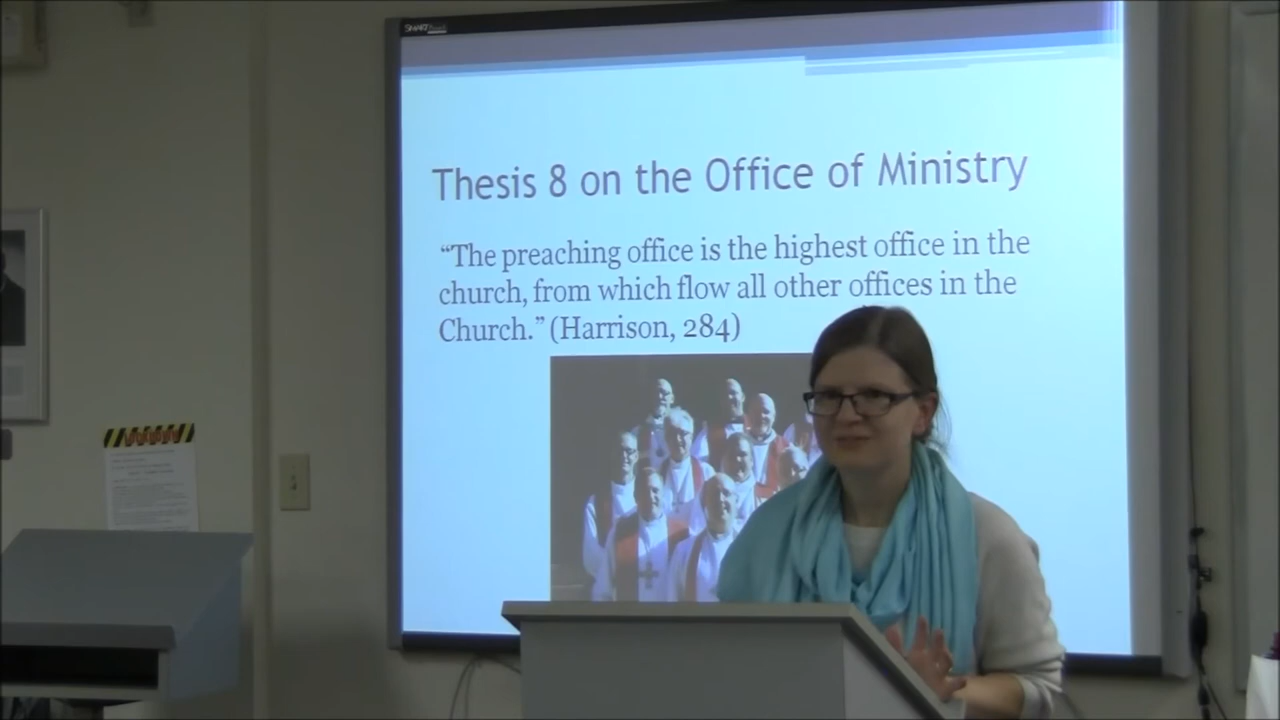 SMART
Thesis 8 on the Office of Ministry
“The preaching office is the highest office in the
church, from which flow all other offices in the
Church.” (Harrison, 284)